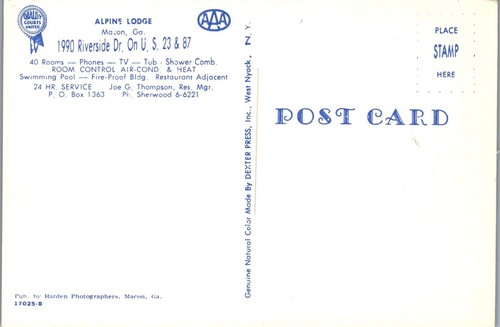 QUALITY
COURTS
UNITED
ALPINE LODGE
Macon, Ga.
1990 Riverside Dr, On U, S, 23 & 87
40 Rooms — Phones — TV — Tub - Shower Comb.
ROOM CONTROL AIR-COND. & HEAT
Swimming Pool — Fire-Proof Bldg. Restaurant Adjacent
24 HR. SERVICE Joe G. Thompson, Res. Mgr.
P. O. Box 1363 Ph: Sherwood 6-6221
AAA
Genuine Natural Color Made By DEXTER PRESS, Inc., West Nyack, N. Y.
PLACE
STAMP
HERE
POST CARD
Pub. by Harden Photographers, Macon, Ga.
17025-B